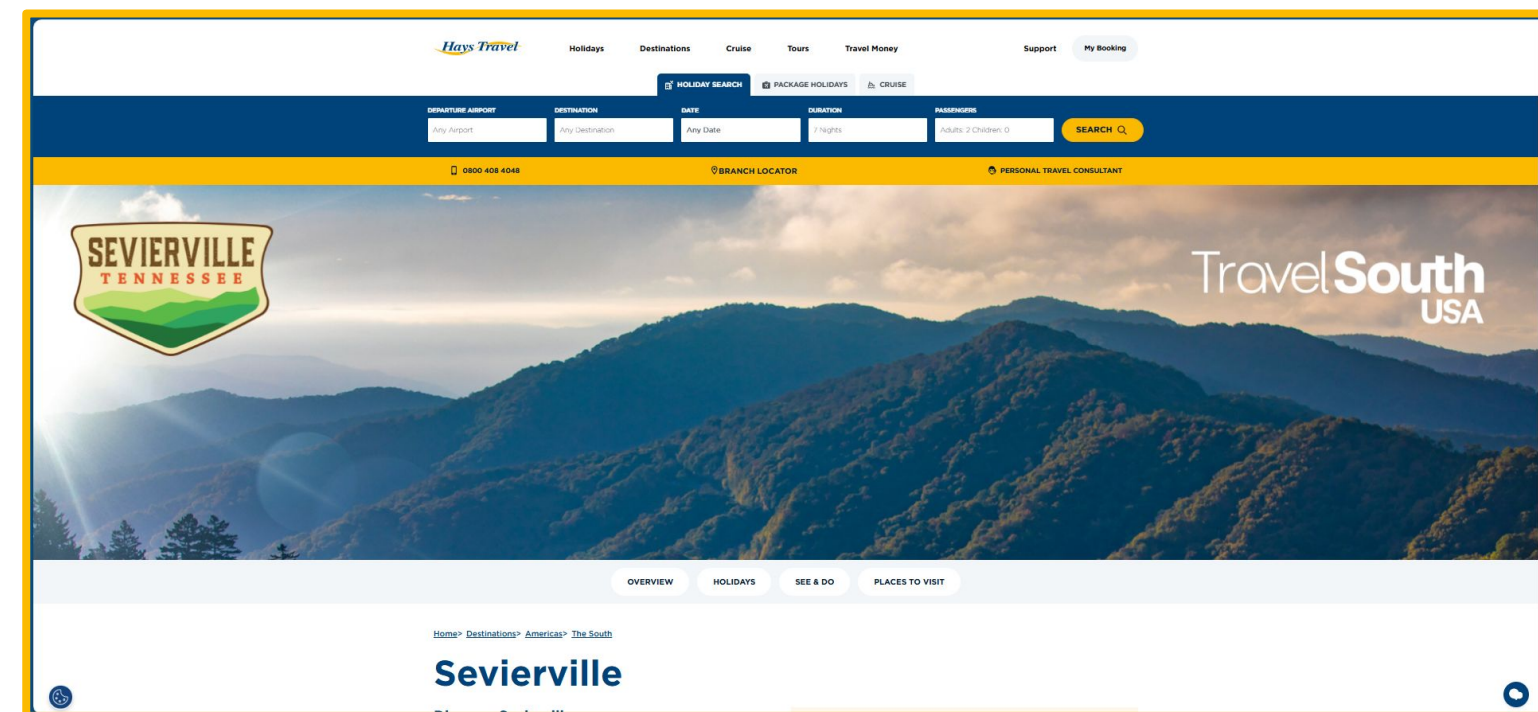 Hays Travel Holidays Destinations Cruise Tours Travel Money Support My Booking
HOLIDAY SEARCH PACKAGE HOLIDAYS CRUISE
DEPARTURE AIRPORT DESTINATION DATE DURATION PASSENGERS
Any Airport Any Destination Any Date 7 Nights Adults: 2 Children: 0 SEARCH
0800 408 4048 BRANCH LOCATOR PERSONAL TRAVEL CONSULTANT
SEVIERVILLE
TENNESSEE
Travel South
USA
OVERVIEW HOLIDAYS SEE & DO PLACES TO VISIT
Home> Destinations> Americas> The South
Sevierville